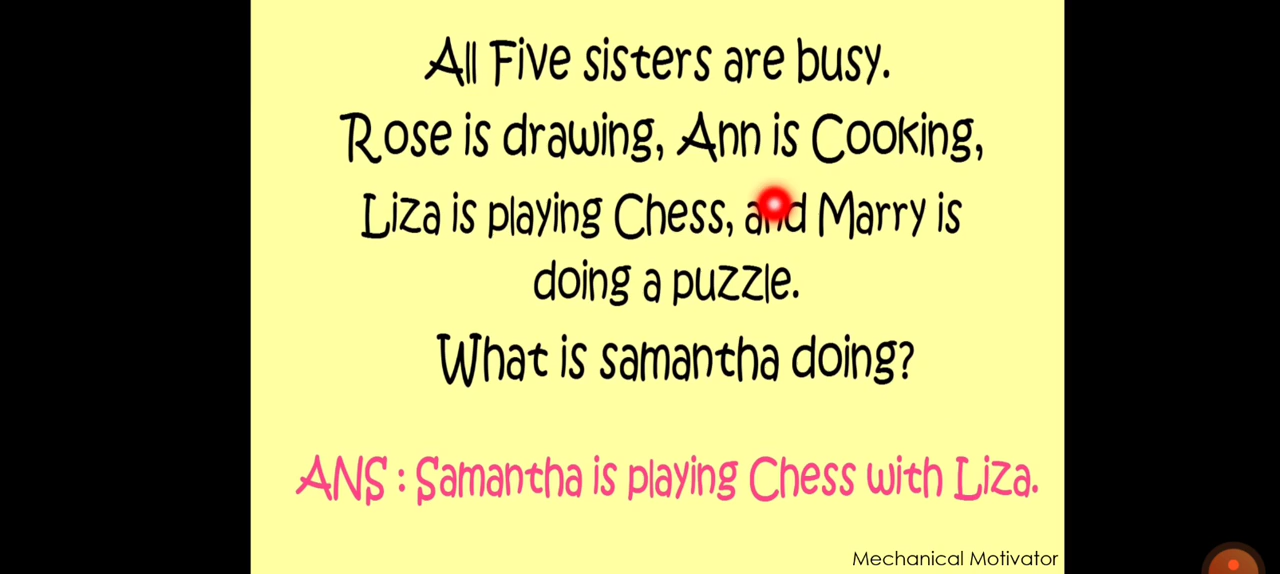 All Five sisters are busy.
Rose is drawing, Ann is Cooking,
Liza is playing Chess, and Marry is
doing a puzzle.
What is samantha doing?
ANS : Samantha is playing Chess with Liza.
Mechanical Motivator